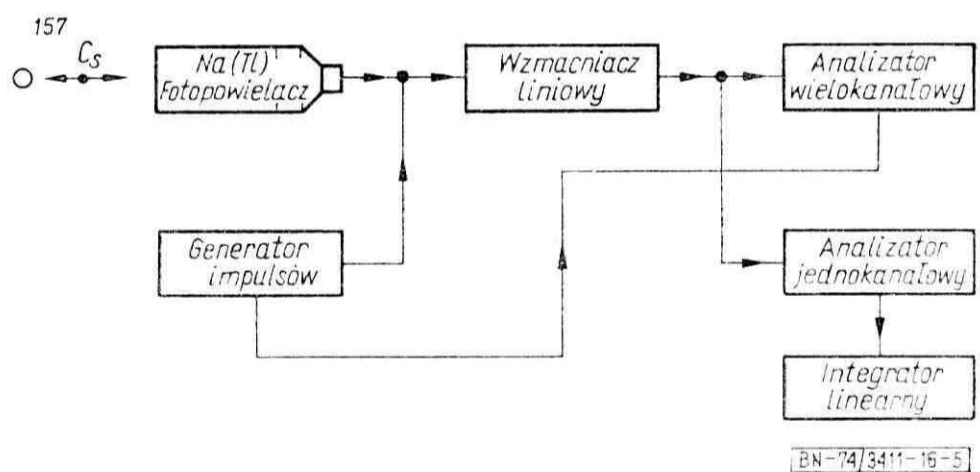 157
Cs
Na(Tl)
Fotopowielacz
Wzmacniacz
liniowy
Analizator
wielokanałowy
Generator
impulsów
Analizator
jednokanałowy
Integrator
linearny
BN-74/3411-16-5